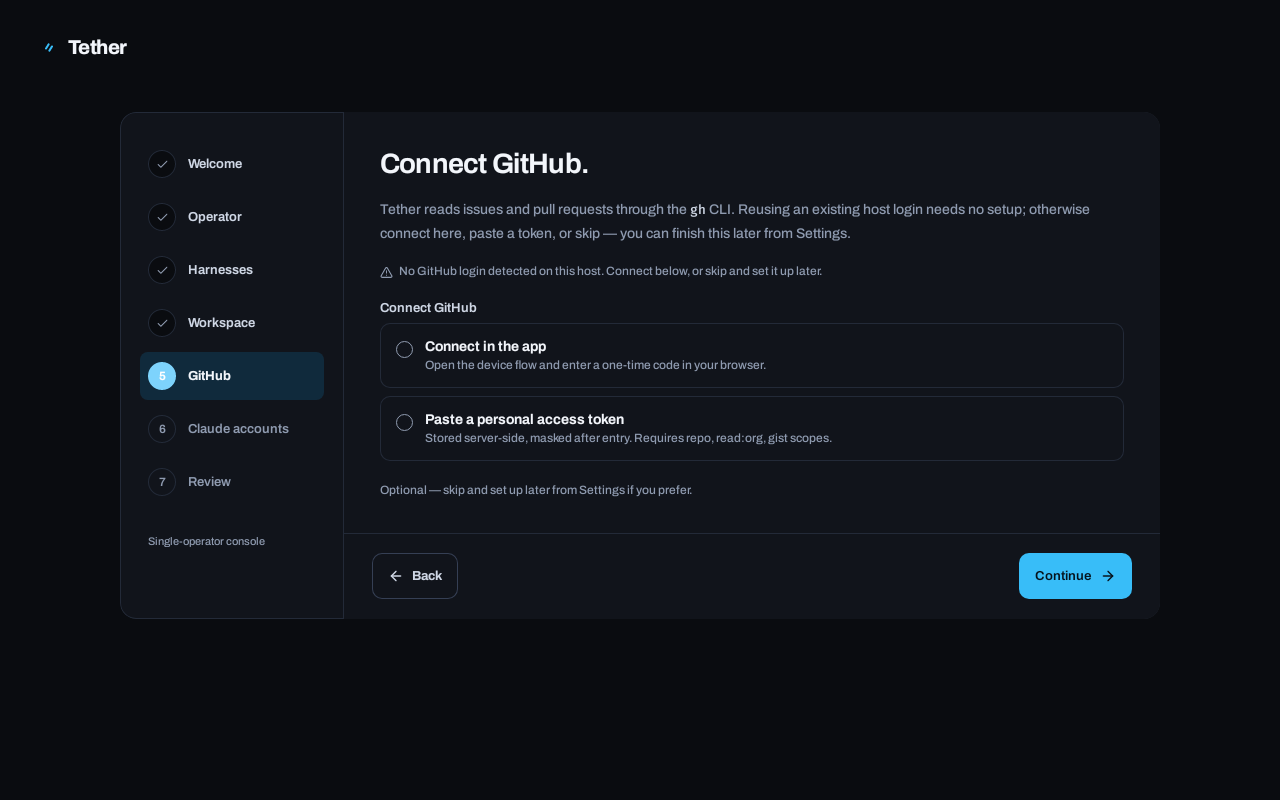 Tether
Welcome
Operator
Harnesses
Workspace
5 GitHub
6 Claude accounts
7 Review
Single-operator console
Connect GitHub.
Tether reads issues and pull requests through the gh CLI. Reusing an existing host login needs no setup; otherwise
connect here, paste a token, or skip — you can finish this later from Settings.
No GitHub login detected on this host. Connect below, or skip and set it up later.
Connect GitHub
Connect in the app
Open the device flow and enter a one-time code in your browser.
Paste a personal access token
Stored server-side, masked after entry. Requires repo, read:org, gist scopes.
Optional — skip and set up later from Settings if you prefer.
Back
Continue